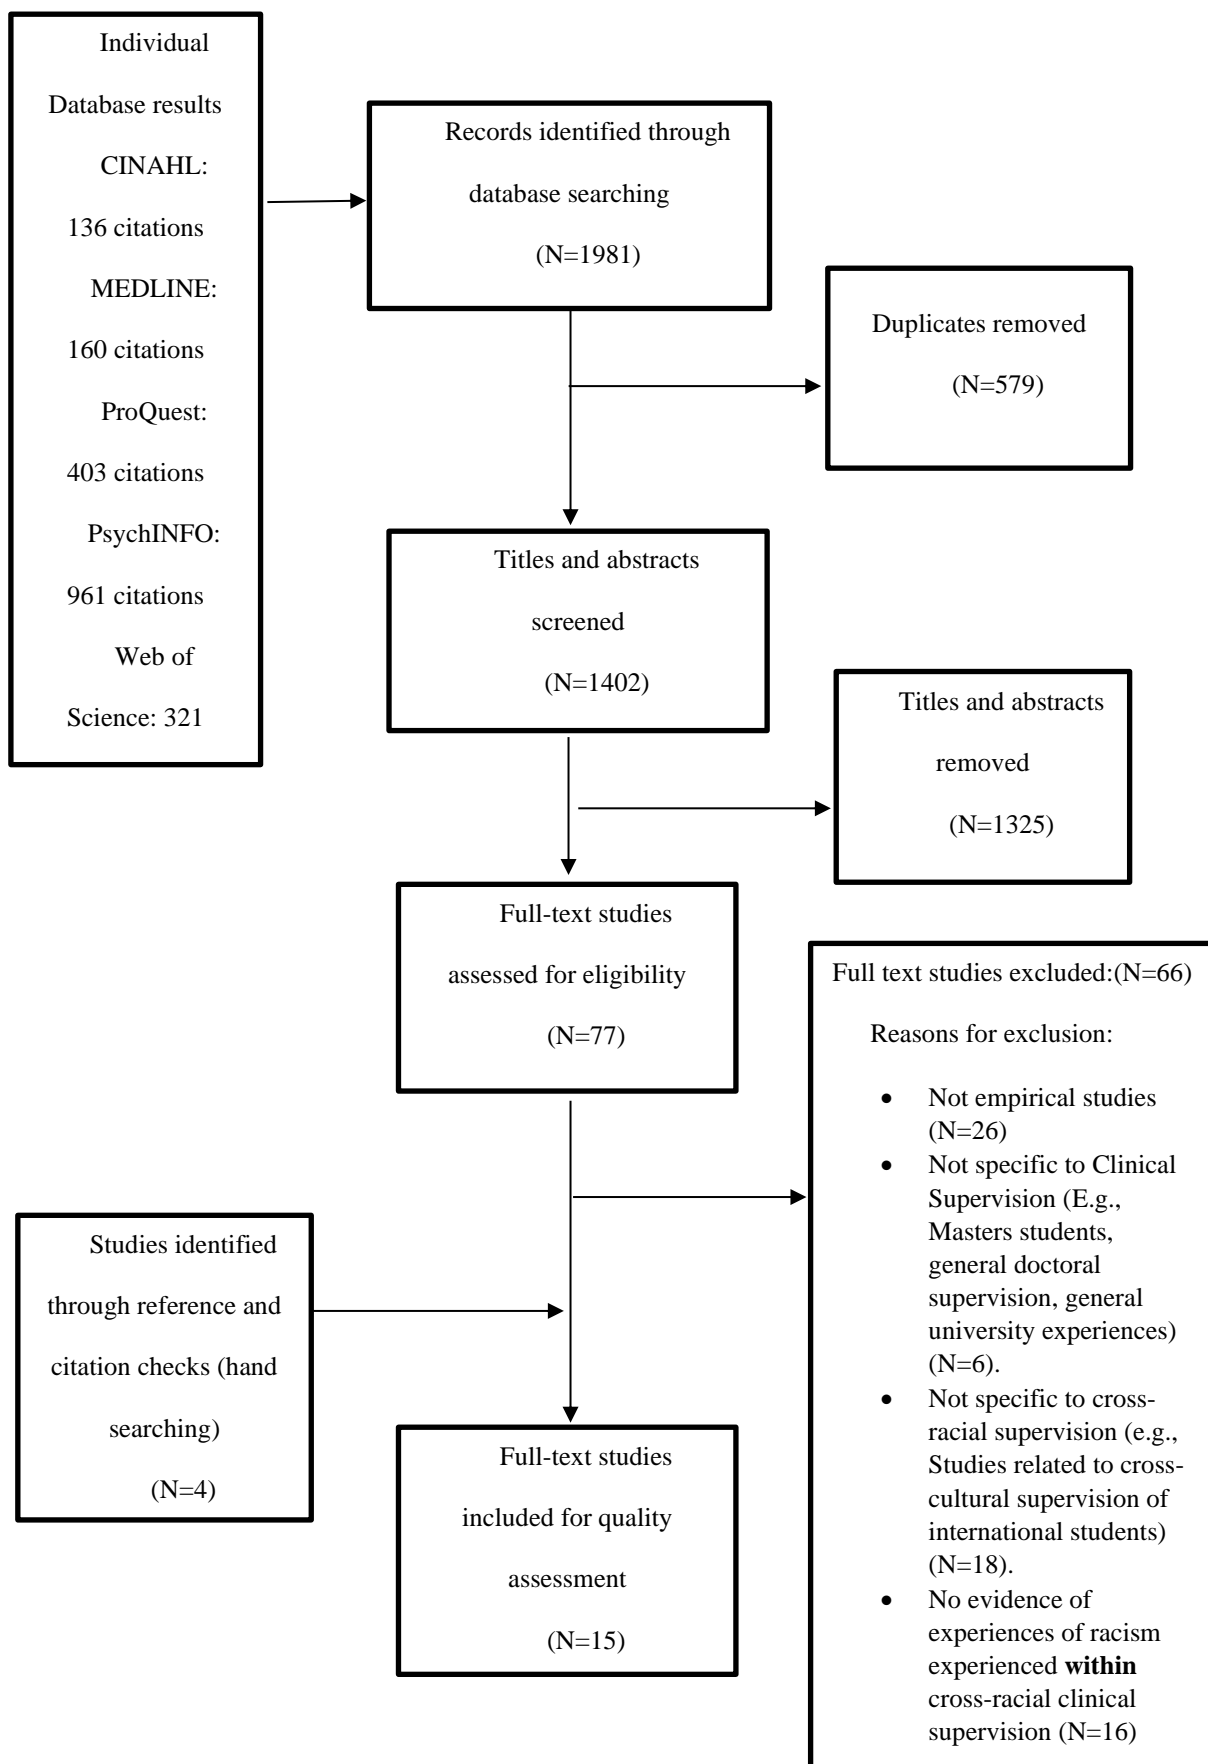 Individual
Database results
CINAHL:
136 citations
MEDLINE:
160 citations
ProQuest:
403 citations
PsychINFO:
961 citations
Web of
Science: 321
Records identified through
database searching
(N=1981)
Duplicates removed
(N=579)
Titles and abstracts
screened
(N=1402)
Titles and abstracts
removed
(N=1325)
Full-text studies
assessed for eligibility
(N=77)
Full text studies excluded:(N=66)
Reasons for exclusion:
• Not empirical studies
(N=26)
• Not specific to Clinical
Supervision (E.g.,
Masters students,
general doctoral
supervision, general
university experiences)
(N=6).
• Not specific to cross-
racial supervision (e.g.,
Studies related to cross-
cultural supervision of
international students)
(N=18).
• No evidence of
experiences of racism
experienced within
cross-racial clinical
supervision (N=16)
Studies identified
through reference and
citation checks (hand
searching)
(N=4)
Full-text studies
included for quality
assessment
(N=15)